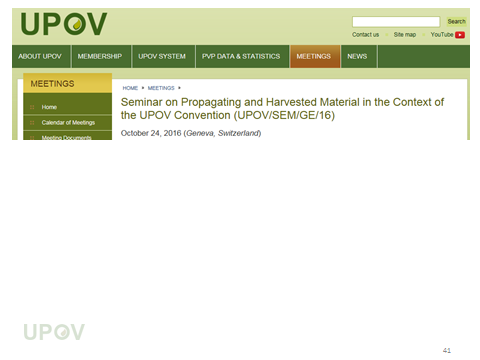 UPOV
Search
Contact us
Site map
YouTube
ABOUT UPOV
MEMBERSHIP
UPOV SYSTEM
PVP DATA & STATISTICS
MEETINGS
NEWS
MEETINGS
Home
Calendar of Meetings
Meeting Documents
HOME MEETINGS
Seminar on Propagating and Harvested Material in the Context of
the UPOV Convention (UPOV/SEM/GE/16)
October 24, 2016 (Geneva, Switzerland)
UPOV
41